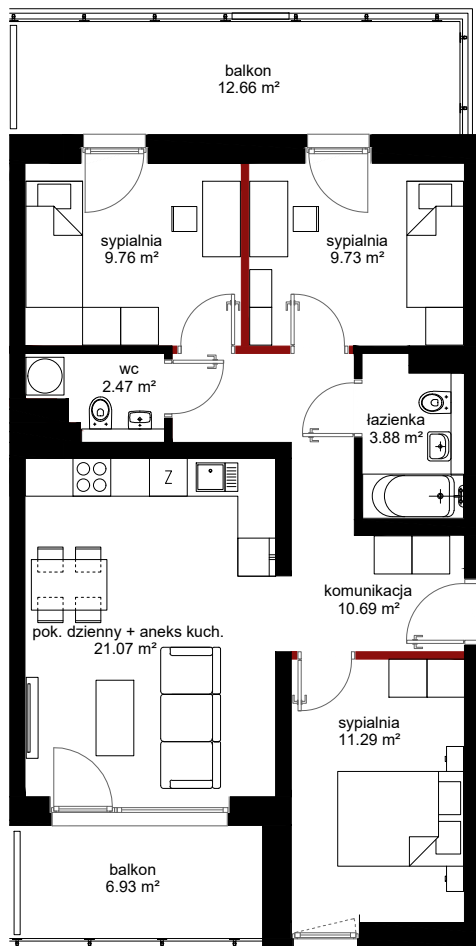 balkon
12.66 m²
sypialnia
9.76 m²
sypialnia
9.73 m²
wc
2.47 m²
łazienka
3.88 m²
Z
komunikacja
10.69 m²
pok. dzienny + aneks kuch.
21.07 m²
sypialnia
11.29 m²
balkon
6.93 m²